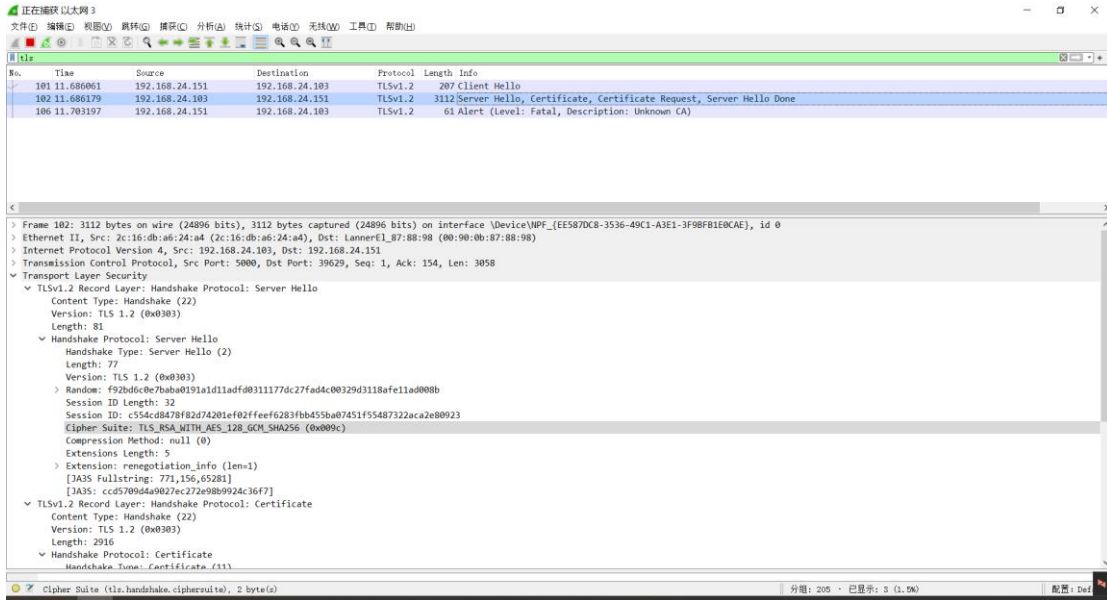 正在捕获 以太网 3
文件(F) 编辑(E) 视图(V) 跳转(G) 捕获(C) 分析(A) 统计(S) 电话(Y) 无线(W) 工具(T) 帮助(H)
tls
No. Time Source Destination Protocol Length Info
101 11.686061 192.168.24.151 192.168.24.103 TLSv1.2 207 Client Hello
102 11.686179 192.168.24.103 192.168.24.151 TLSv1.2 3112 Server Hello, Certificate, Certificate Request, Server Hello Done
106 11.703197 192.168.24.151 192.168.24.103 TLSv1.2 61 Alert (Level: Fatal, Description: Unknown CA)
Frame 102: 3112 bytes on wire (24896 bits), 3112 bytes captured (24896 bits) on interface \Device\NPF_{EE587DC8-3536-49C1-A3E1-3F9BFB1E0CAE}, id 0
Ethernet II, Src: 2c:16:db:a6:24:a4 (2c:16:db:a6:24:a4), Dst: LannerEl_87:88:98 (00:90:0b:87:88:98)
Internet Protocol Version 4, Src: 192.168.24.103, Dst: 192.168.24.151
Transmission Control Protocol, Src Port: 5000, Dst Port: 39629, Seq: 1, Ack: 154, Len: 3058
Transport Layer Security
TLSv1.2 Record Layer: Handshake Protocol: Server Hello
Content Type: Handshake (22)
Version: TLS 1.2 (0x0303)
Length: 81
Handshake Protocol: Server Hello
Handshake Type: Server Hello (2)
Length: 77
Version: TLS 1.2 (0x0303)
Random: f92bd6c0e7baba0191a1d11adfd0311177dc27fad4c00329d3118afe11ad008b
Session ID Length: 32
Session ID: c554cd8478f82d74201ef02ffeef6283fbb455ba07451f55487322aca2e80923
Cipher Suite: TLS_RSA_WITH_AES_128_GCM_SHA256 (0x009c)
Compression Method: null (0)
Extensions Length: 5
Extension: renegotiation_info (len=1)
[JA3S Fullstring: 771,156,65281]
[JA3S: ccd5709d4a9027ec272e98b9924c36f7]
TLSv1.2 Record Layer: Handshake Protocol: Certificate
Content Type: Handshake (22)
Version: TLS 1.2 (0x0303)
Length: 2916
Handshake Protocol: Certificate
Handshake Type: Certificate (11)
Cipher Suite (tls.handshake.ciphersuite), 2 byte(s)
分组: 205 · 已显示: 3 (1.5%)
配置: Def